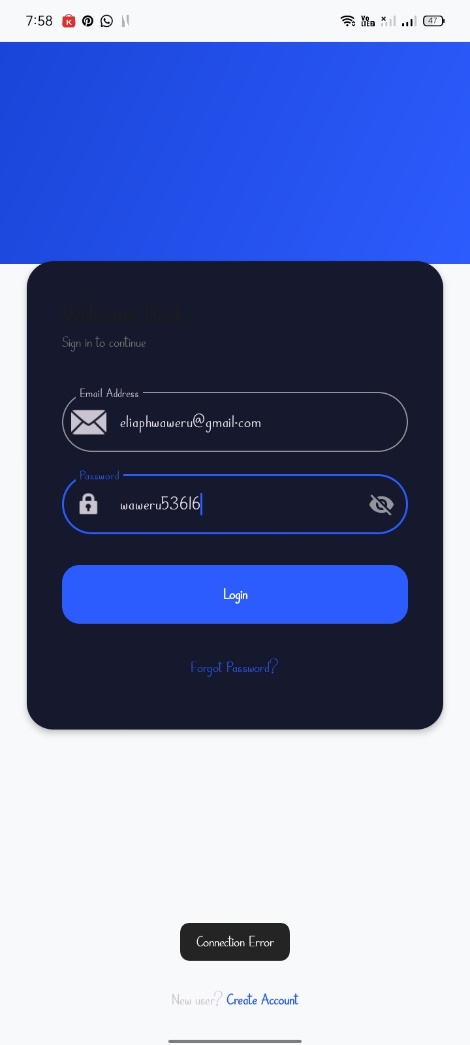 7:58
47
Welcome Back
Sign in to continue
Email Address
eliaphwaweru@gmail.com
Password
waweru53616
Login
Forgot Password?
Connection Error
New user? Create Account